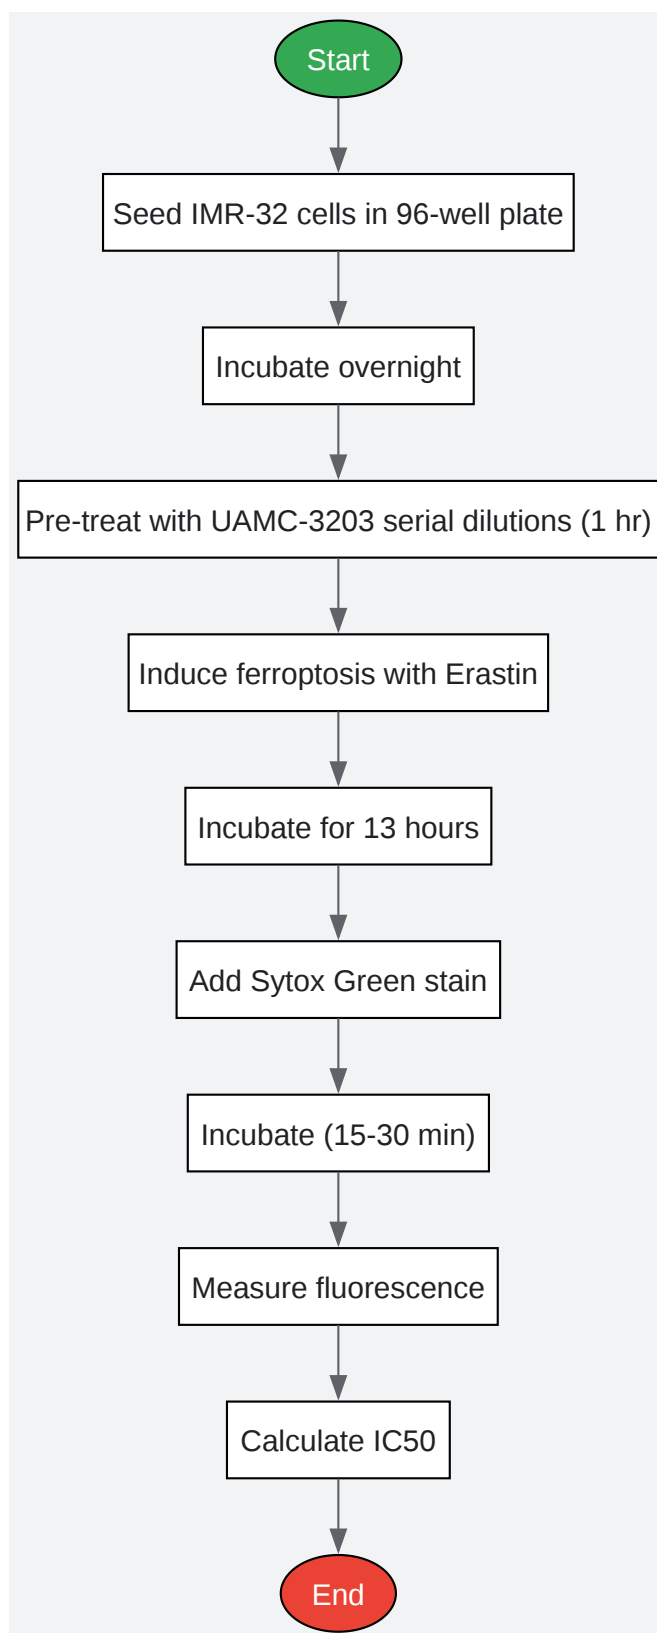 Start
Seed IMR-32 cells in 96-well plate
Incubate overnight
Pre-treat with UAMC-3203 serial dilutions (1 hr)
Induce ferroptosis with Erastin
Incubate for 13 hours
Add Sytox Green stain
Incubate (15-30 min)
Measure fluorescence
Calculate IC50
End